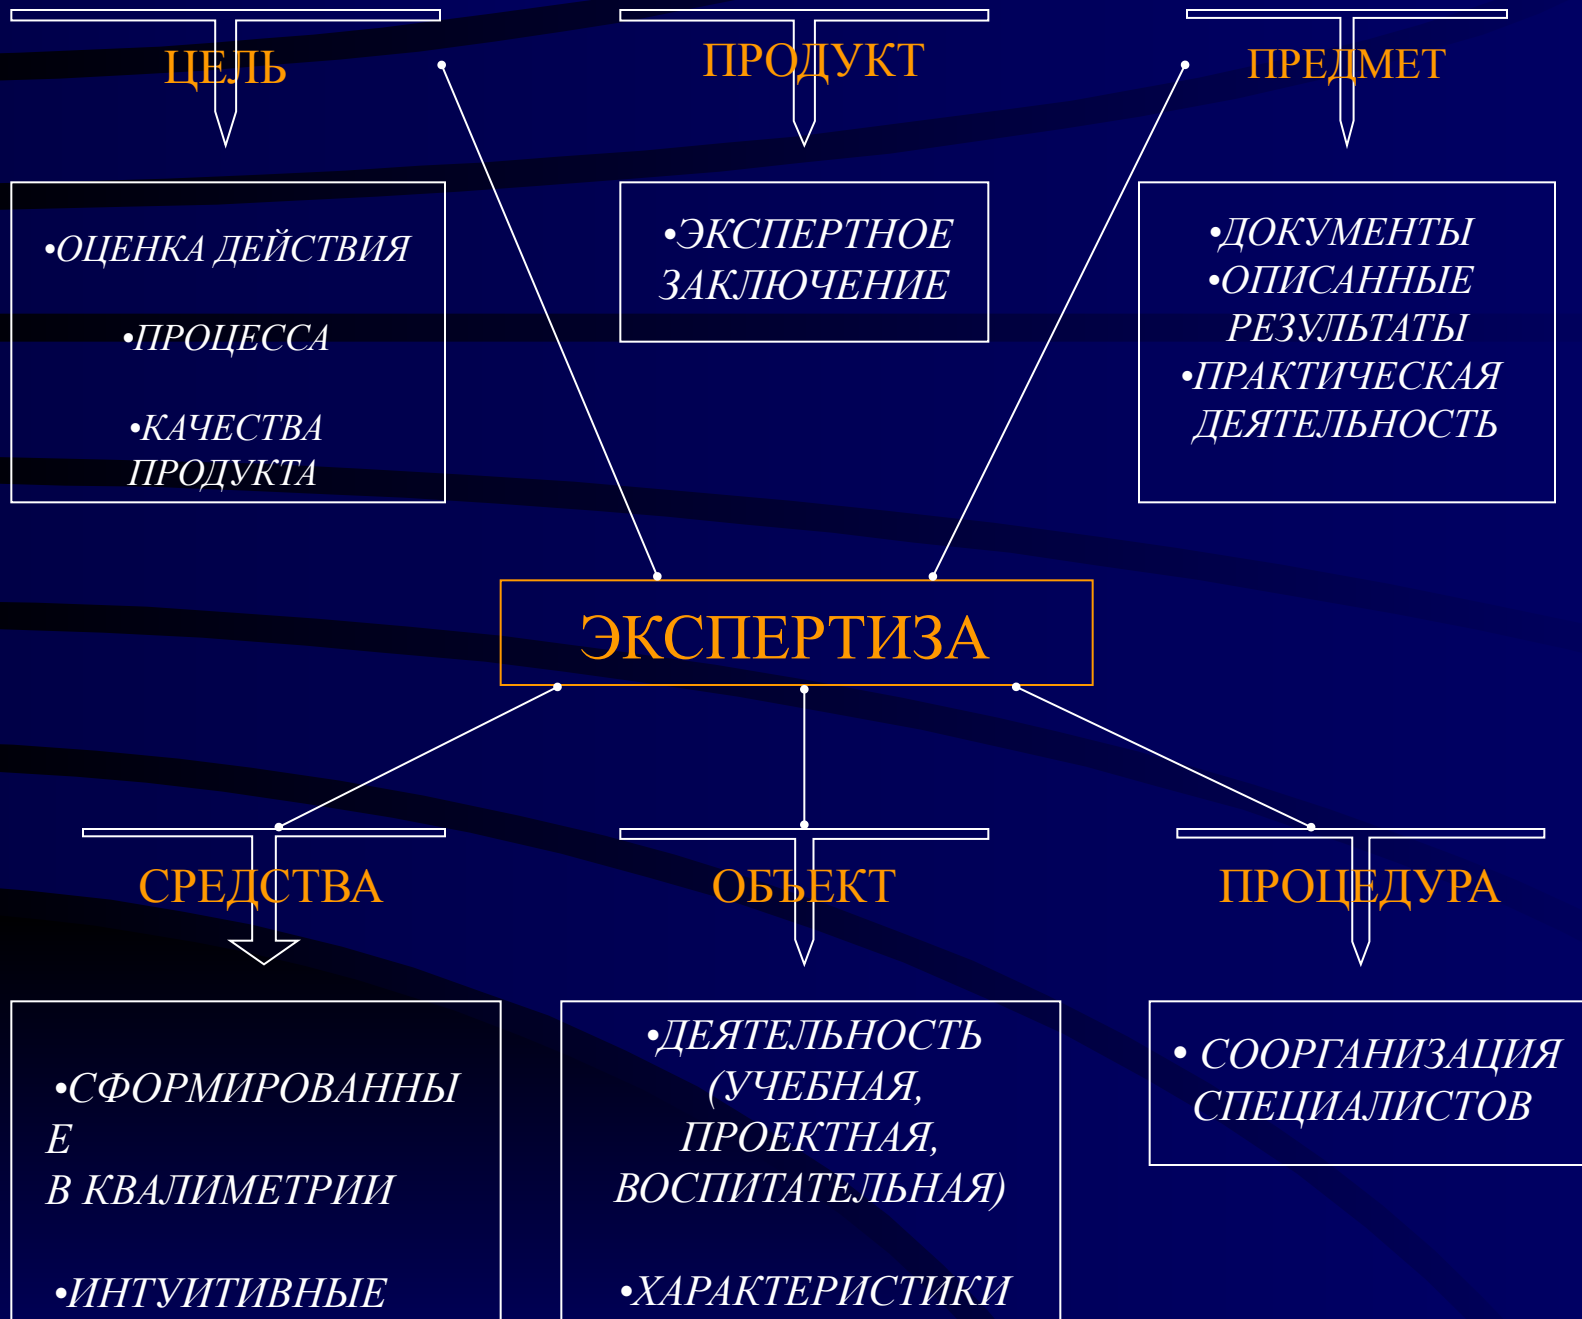 ЦЕЛЬ
ПРОДУКТ
ПРЕДМЕТ
•ОЦЕНКА ДЕЙСТВИЯ
•ПРОЦЕССА
•КАЧЕСТВА
ПРОДУКТА
•ЭКСПЕРТНОЕ
ЗАКЛЮЧЕНИЕ
•ДОКУМЕНТЫ
•ОПИСАННЫЕ
РЕЗУЛЬТАТЫ
•ПРАКТИЧЕСКАЯ
ДЕЯТЕЛЬНОСТЬ
ЭКСПЕРТИЗА
СРЕДСТВА
ОБЪЕКТ
ПРОЦЕДУРА
•СФОРМИРОВАННЫ
Е
В КВАЛИМЕТРИИ
•ИНТУИТИВНЫЕ
•ДЕЯТЕЛЬНОСТЬ
(УЧЕБНАЯ,
ПРОЕКТНАЯ,
ВОСПИТАТЕЛЬНАЯ)
•ХАРАКТЕРИСТИКИ
• СООРГАНИЗАЦИЯ
СПЕЦИАЛИСТОВ